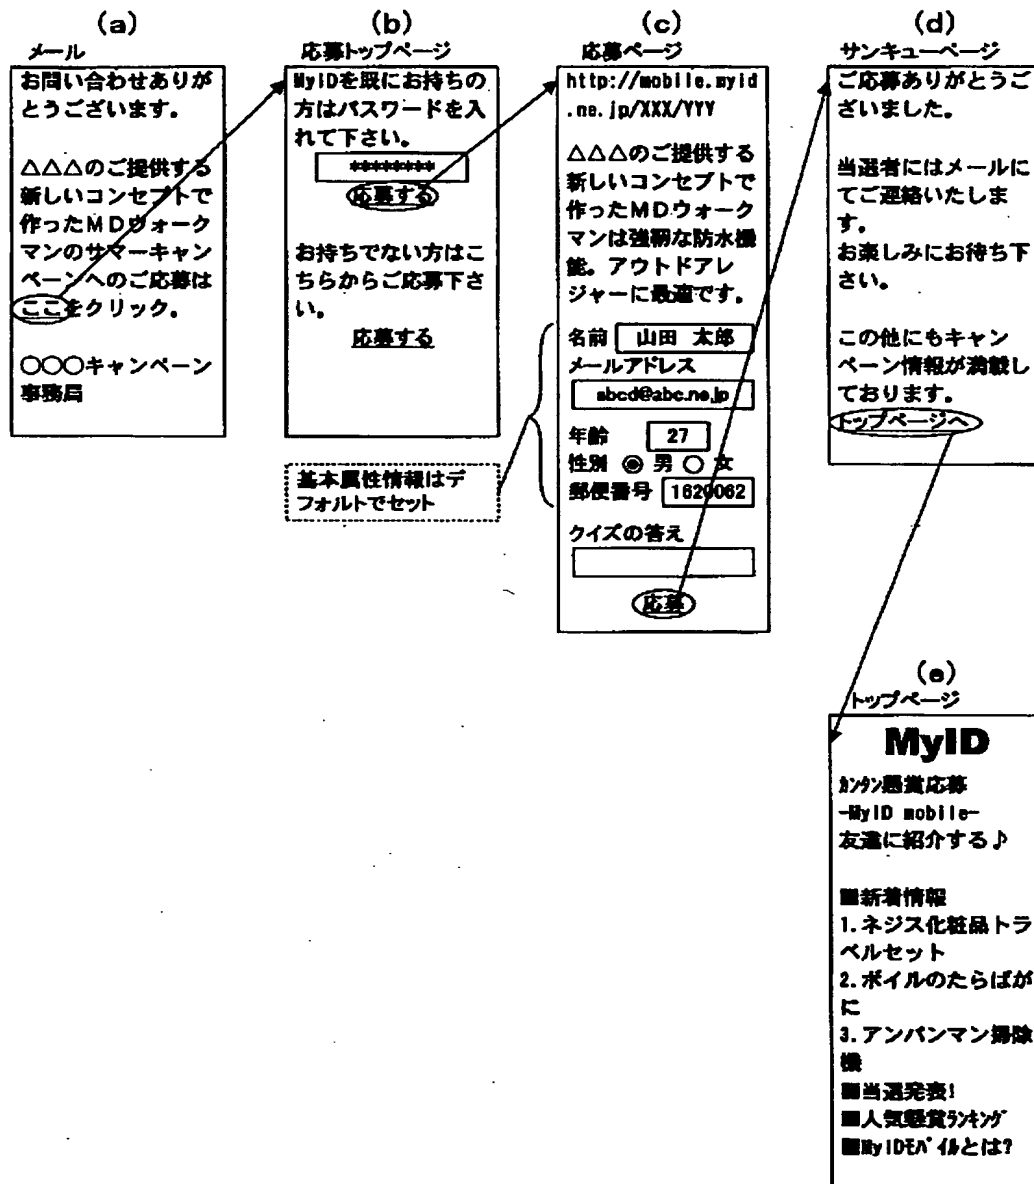 (a)
メール
お問い合わせありが
とうございます。
△△△のご提供する
新しいコンセプトで
作ったMDウォーク
マンのサマーキャン
ペーンへのご応募は
ここをクリック。
○○○キャンペーン
事務局
(b)
応募トップページ
MyIDを既にお持ちの
方はパスワードを入
れて下さい。
********
応募する
お持ちでない方はこ
ちらからご応募下さ
い。
応募する
基本属性情報はデ
フォルトでセット
(c)
応募ページ
http://mobile.myid
.ne.jp/XXX/YYY
△△△のご提供する
新しいコンセプトで
作ったMDウォーク
マンは強靭な防水機
能。アウトドアレ
ジャーに最適です。
名前 山田 太郎
メールアドレス
abcd@abc.ne.jp
年齢 27
性別 ◉ 男 ○ 女
郵便番号 1620062
クイズの答え
応募
(d)
サンキューページ
ご応募ありがとうご
ざいました。
当選者にはメールに
てご連絡いたしま
す。
お楽しみにお待ち下
さい。
この他にもキャン
ペーン情報が満載し
ております。
トップページへ
(e)
トップページ
MyID
カンタン懸賞応募
-MyID mobile-
友達に紹介する♪
■新着情報
1.ネジス化粧品トラ
ベルセット
2.ボイルのたらばが
に
3.アンパンマン掃除
機
■当選発表!
■人気懸賞ランキング
■MyIDモバイルとは?